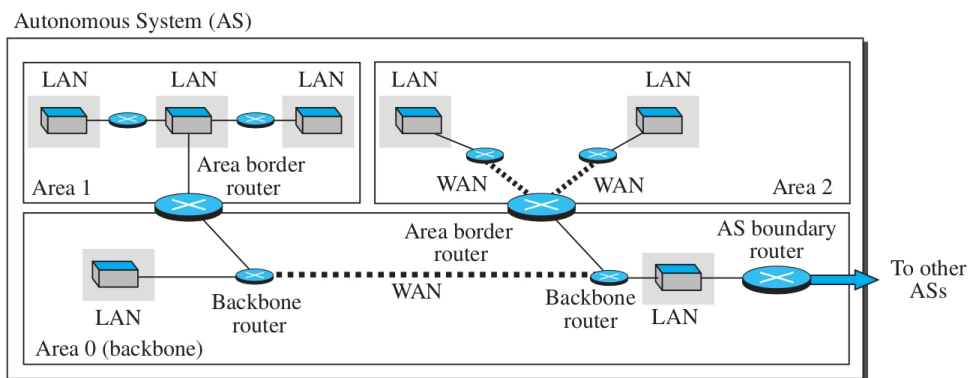 Autonomous System (AS)
LAN
LAN
LAN
Area border
router
Area 1
LAN
LAN
WAN
WAN
Area 2
Area border
router
AS boundary
router
To other
ASs
LAN
Backbone
router
WAN
Backbone
router
LAN
Area 0 (backbone)